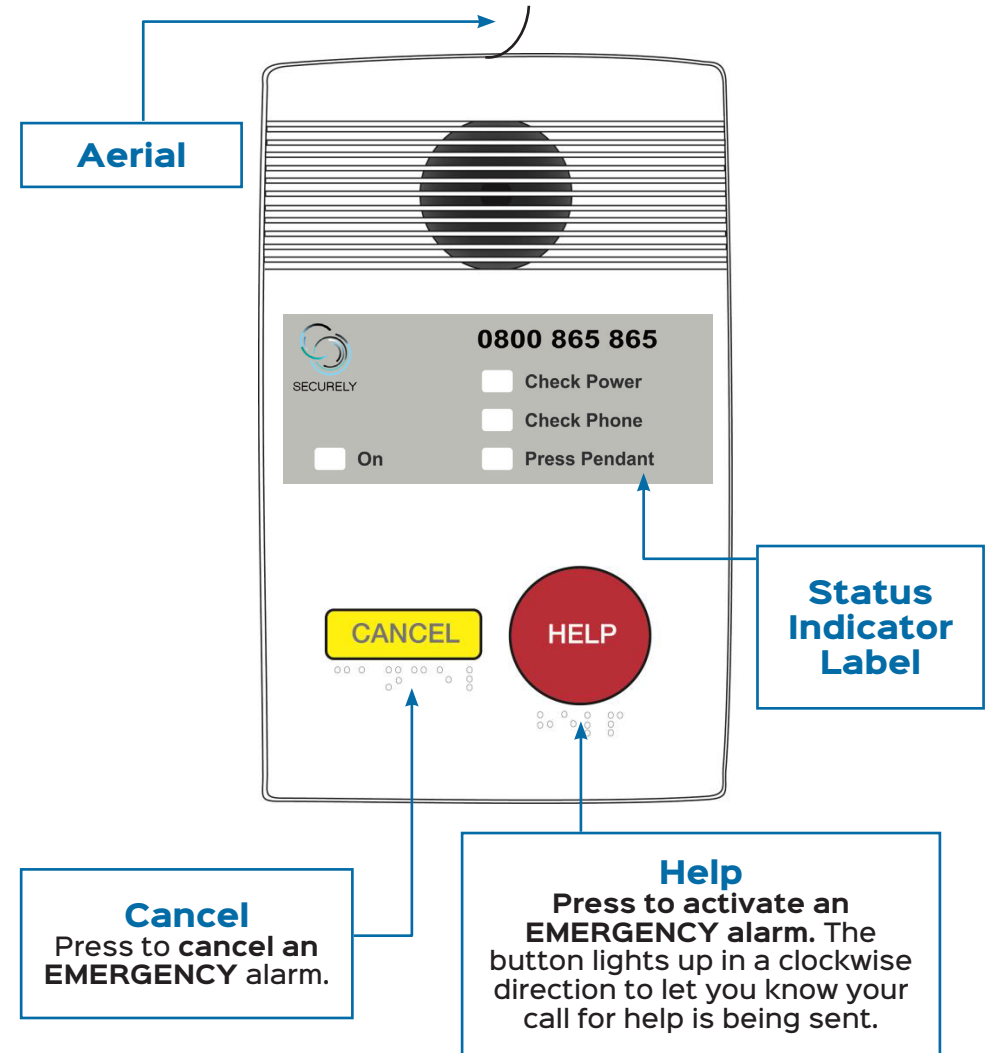 Aerial
0800 865 865
SECURELY
Check Power
Check Phone
On
Press Pendant
Status
Indicator
Label
CANCEL
HELP
Cancel
Press to cancel an
EMERGENCY alarm.
Help
Press to activate an
EMERGENCY alarm. The
button lights up in a clockwise
direction to let you know your
call for help is being sent.